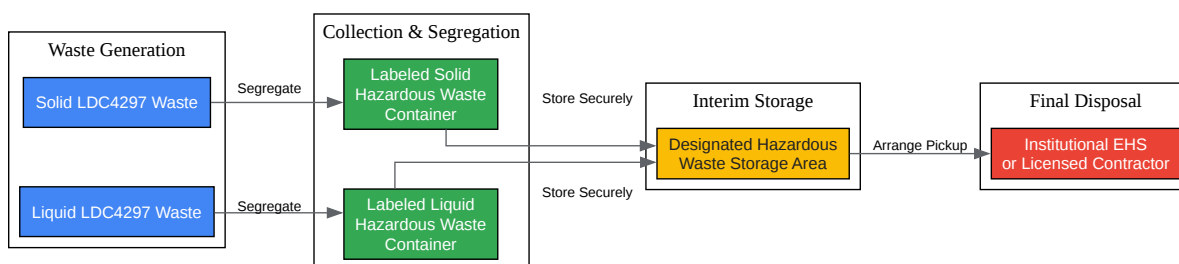 Waste Generation
Solid LDC4297 Waste
Liquid LDC4297 Waste
Segregate
Segregate
Collection & Segregation
Labeled Solid
Hazardous Waste
Container
Labeled Liquid
Hazardous Waste
Container
Store Securely
Store Securely
Interim Storage
Designated Hazardous
Waste Storage Area
Arrange Pickup
Final Disposal
Institutional EHS
or Licensed Contractor